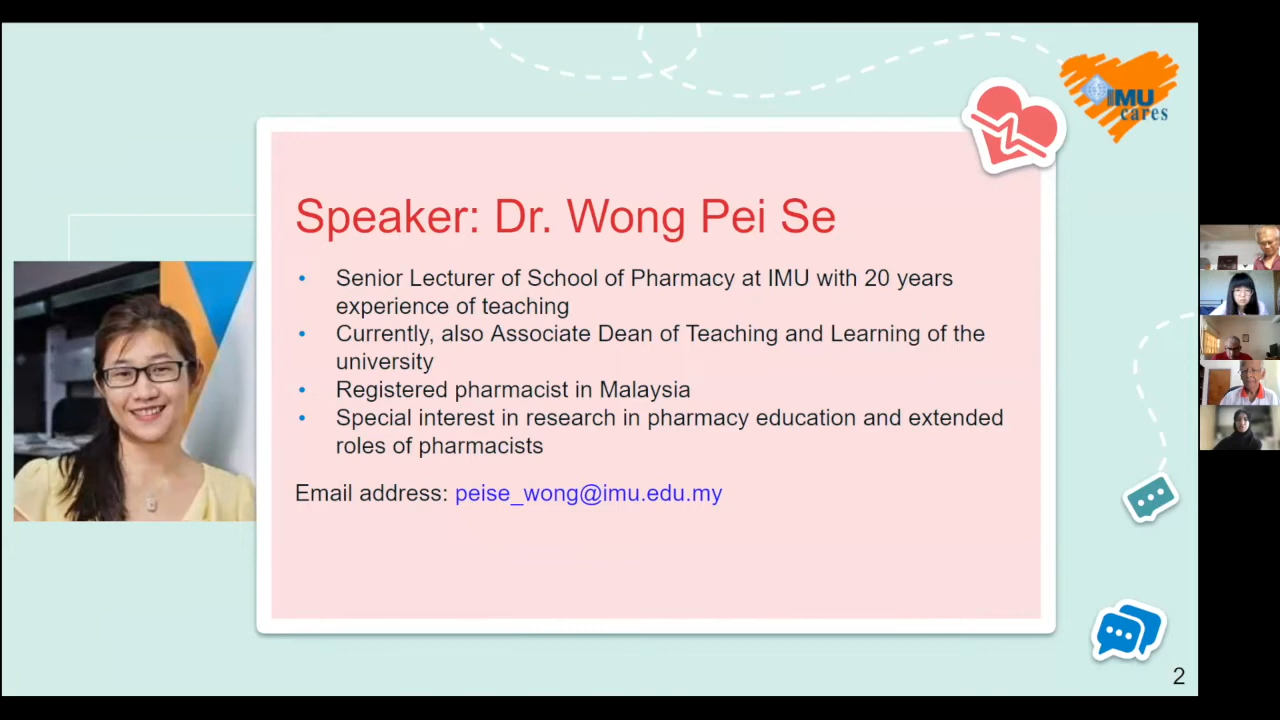 IMU
cares
Speaker: Dr. Wong Pei Se
• Senior Lecturer of School of Pharmacy at IMU with 20 years
experience of teaching
• Currently, also Associate Dean of Teaching and Learning of the
university
• Registered pharmacist in Malaysia
• Special interest in research in pharmacy education and extended
roles of pharmacists
Email address: peise_wong@imu.edu.my
2